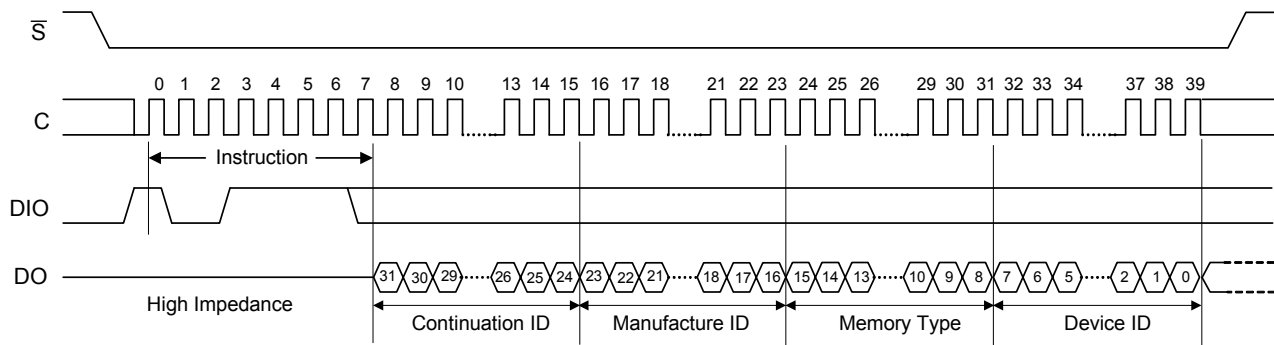 S
0 1 2 3 4 5 6 7 8 9 10 13 14 15 16 17 18 21 22 23 24 25 26 29 30 31 32 33 34 37 38 39
C
Instruction
DIO
DO
31 30 29 26 25 24 23 22 21 18 17 16 15 14 13 10 9 8 7 6 5 2 1 0
High Impedance
Continuation ID Manufacture ID Memory Type Device ID